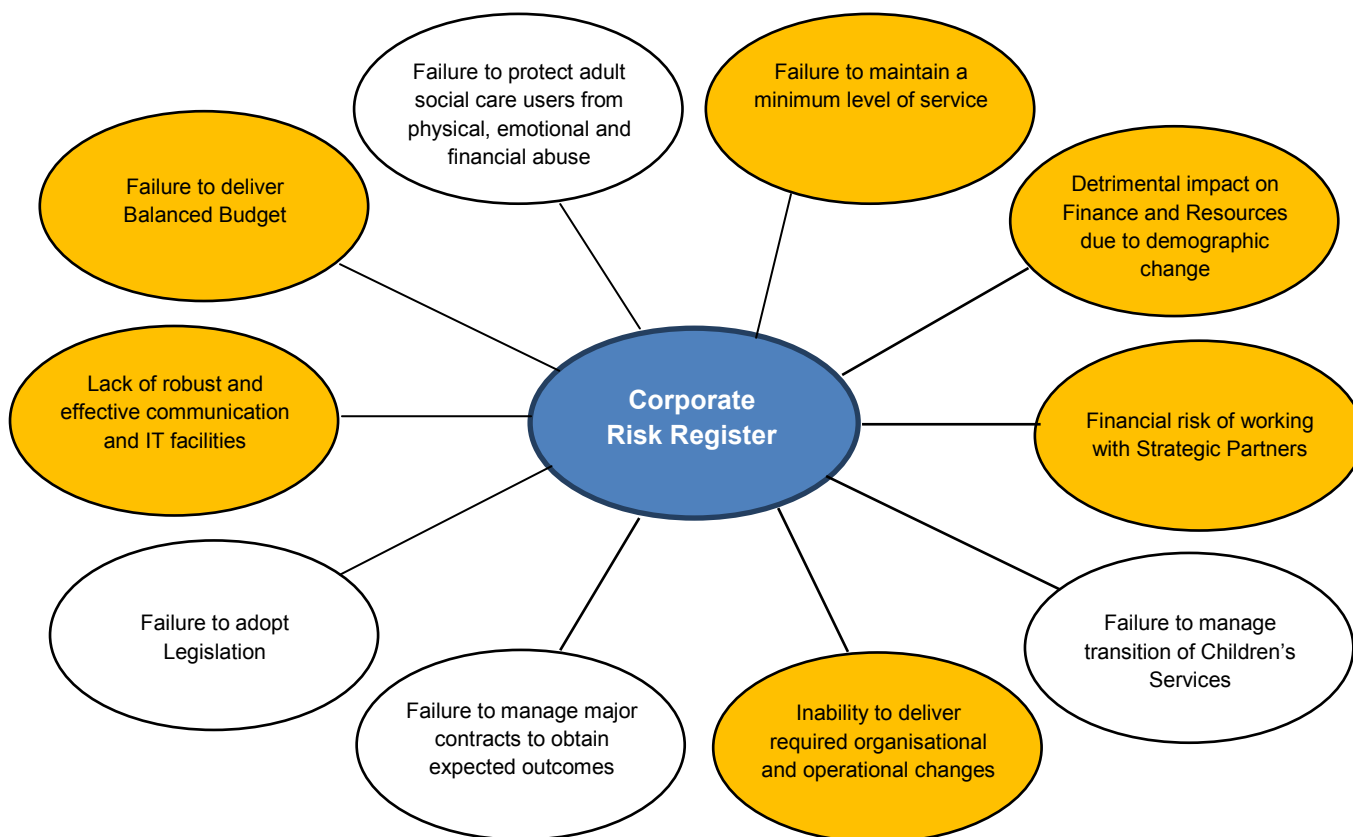 Failure to protect adult
social care users from
physical, emotional and
financial abuse
Failure to maintain a
minimum level of service
Detrimental impact on
Finance and Resources
due to demographic
change
Failure to deliver
Balanced Budget
Lack of robust and
effective communication
and IT facilities
Corporate
Risk Register
Financial risk of working
with Strategic Partners
Failure to adopt
Legislation
Failure to manage
transition of Children’s
Services
Failure to manage major
contracts to obtain
expected outcomes
Inability to deliver
required organisational
and operational changes